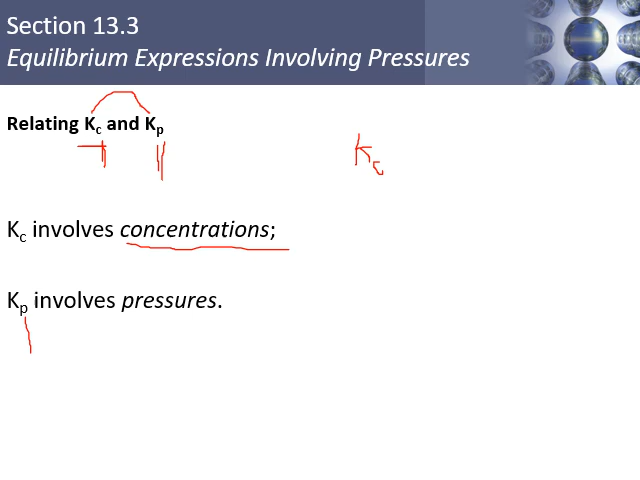 Section 13.3
Equilibrium Expressions Involving Pressures
Relating Kc and Kp
Kc
Kc involves concentrations;
Kp involves pressures.